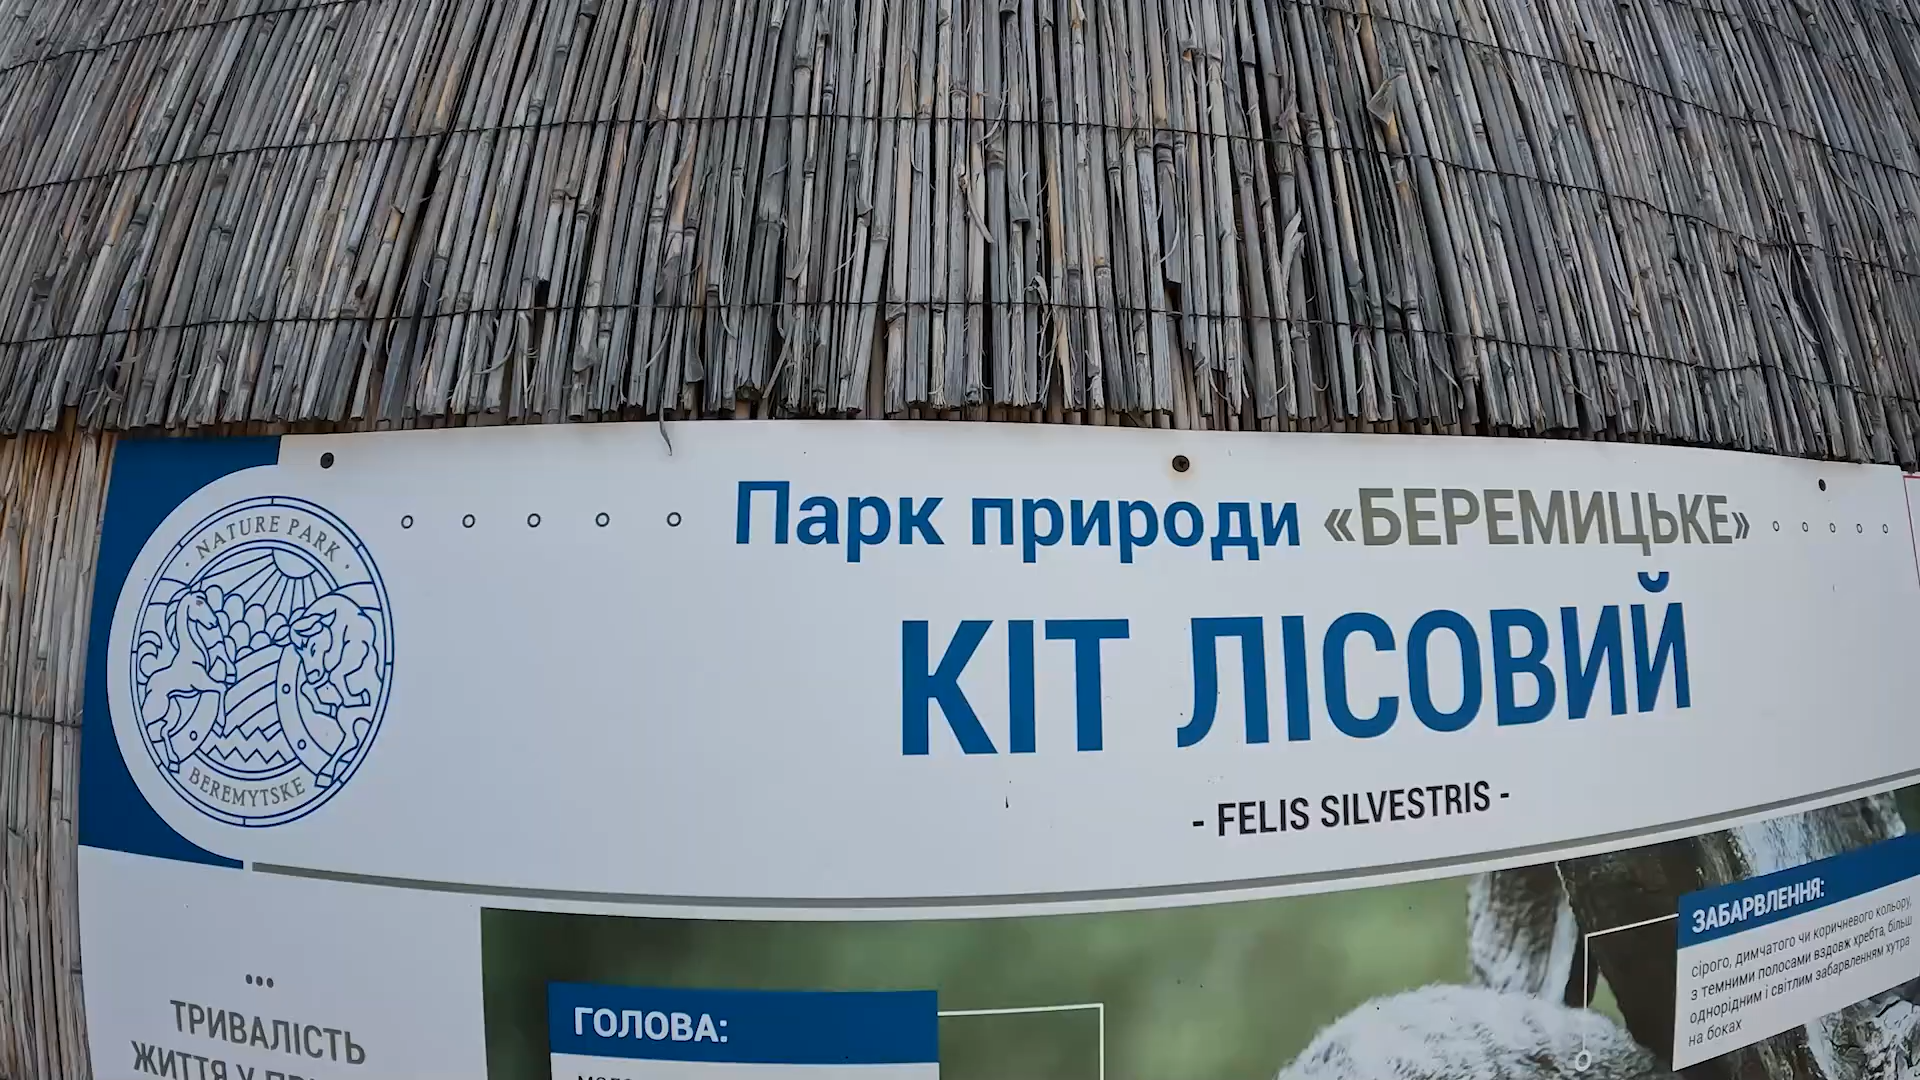 NATURE PARK
BEREMYTSKE
Парк природи «БЕРЕМИЦЬКЕ»
КІТ ЛІСОВИЙ
- FELIS SILVESTRIS -
ЗАБАРВЛЕННЯ:
сірого, димчатого чи коричневого кольору,
з темними полосами вздовж хребта, більш
однорідним і світлим забарвленням хутра
на боках
ГОЛОВА:
ТРИВАЛІСТЬ
ЖИТТЯ У